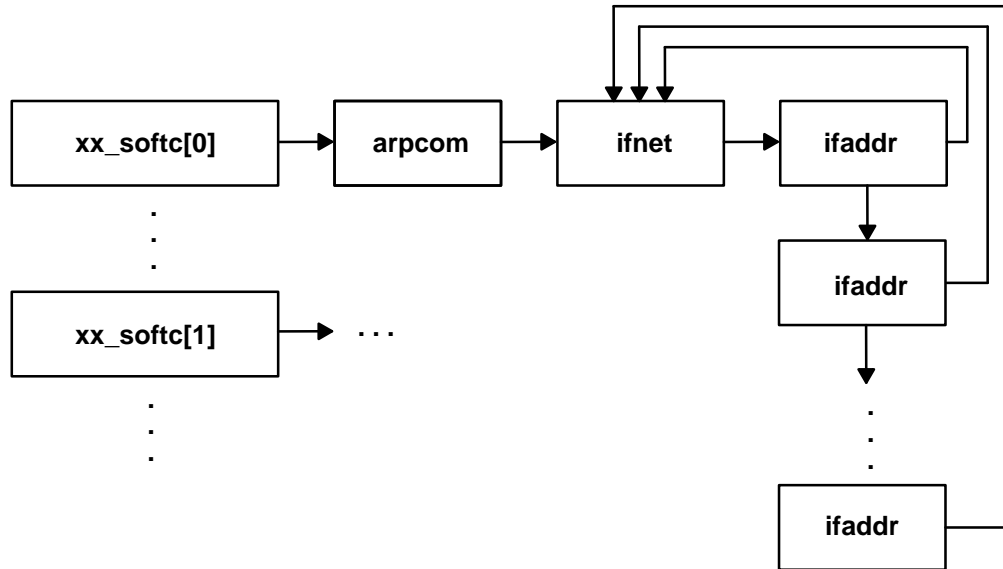 xx_softc[0]
arpcom
ifnet
ifaddr
.
.
.
ifaddr
xx_softc[1]
. . .
.
.
.
.
.
.
ifaddr